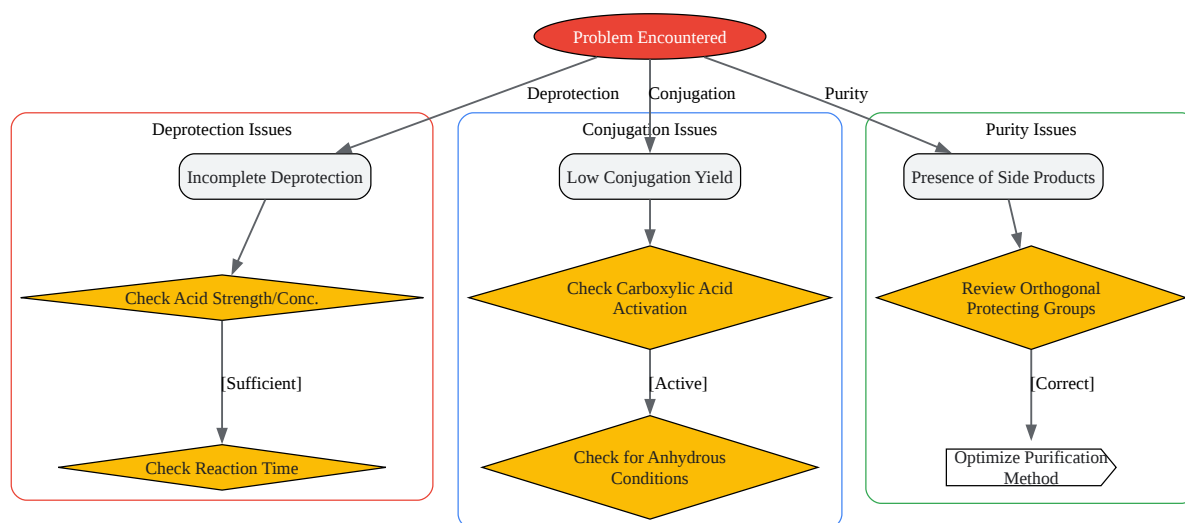 Problem Encountered
Deprotection
Conjugation
Purity
Deprotection Issues
Conjugation Issues
Purity Issues
Incomplete Deprotection
Low Conjugation Yield
Presence of Side Products
Check Acid Strength/Conc.
Check Carboxylic Acid
Activation
Review Orthogonal
Protecting Groups
[Sufficient]
[Active]
[Correct]
Check Reaction Time
Check for Anhydrous
Conditions
Optimize Purification
Method